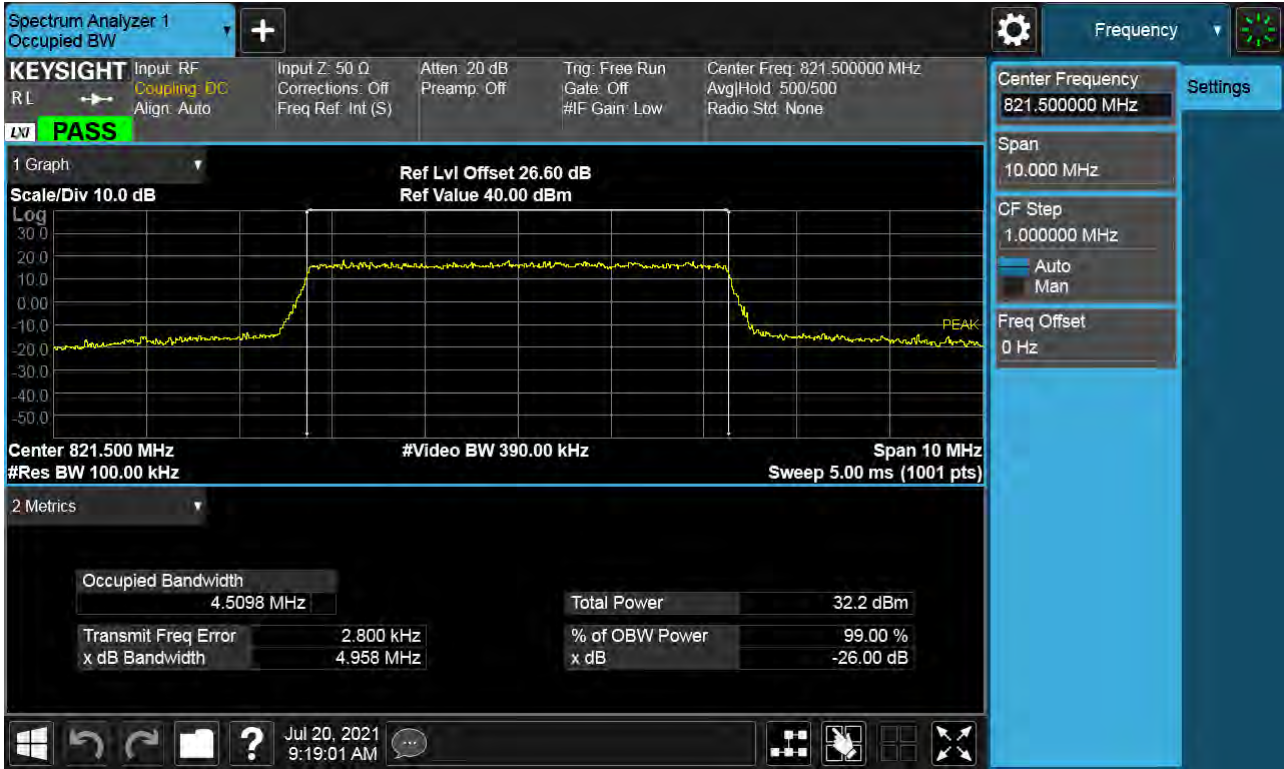 Spectrum Analyzer 1
Occupied BW
+
Frequency
KEYSIGHT
RL
LXI
PASS
Input: RF
Coupling: DC
Align: Auto
Input Z: 50 Ω
Corrections: Off
Freq Ref: Int (S)
Atten: 20 dB
Preamp: Off
Trig: Free Run
Gate: Off
#IF Gain: Low
Center Freq: 821.500000 MHz
Avg|Hold: 500/500
Radio Std: None
Center Frequency
821.500000 MHz
Settings
Span
10.000 MHz
CF Step
1.000000 MHz
Auto
Man
Freq Offset
0 Hz
1 Graph
Scale/Div 10.0 dB
Ref Lvl Offset 26.60 dB
Ref Value 40.00 dBm
Log
30.0
20.0
10.0
0.00
-10.0
-20.0
-30.0
-40.0
-50.0
PEAK
Center 821.500 MHz
#Video BW 390.00 kHz
Span 10 MHz
#Res BW 100.00 kHz
Sweep 5.00 ms (1001 pts)
2 Metrics
Occupied Bandwidth
4.5098 MHz
Total Power 32.2 dBm
Transmit Freq Error 2.800 kHz
% of OBW Power 99.00 %
x dB Bandwidth 4.958 MHz
x dB -26.00 dB
?
Jul 20, 2021
9:19:01 AM